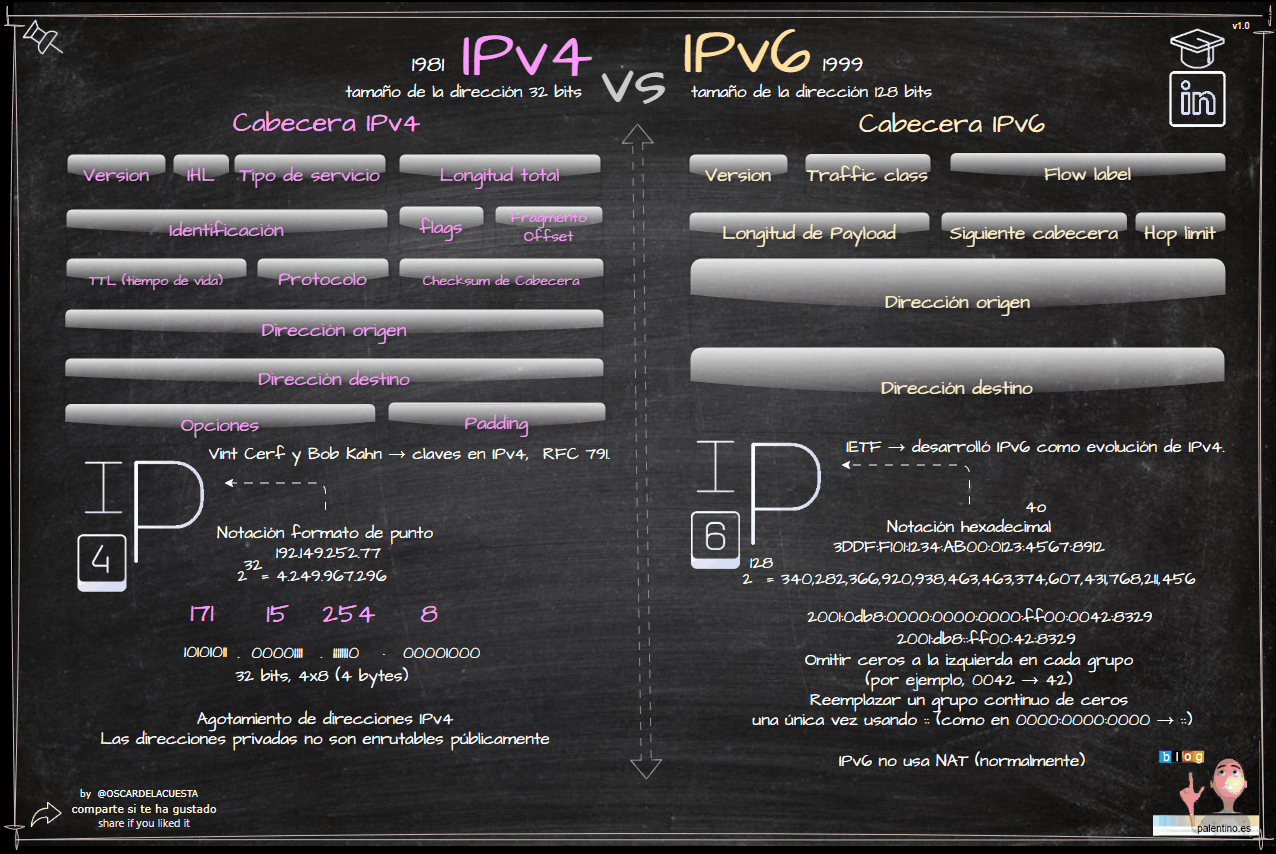 v1.0
1981 IPv4 vs IPv6 1999
tamaño de la dirección 32 bits
tamaño de la dirección 128 bits
in
Cabecera IPv4
Version IHL Tipo de servicio Longitud total
Identificación flags Fragmento Offset
TTL (tiempo de vida) Protocolo Checksum de Cabecera
Dirección origen
Dirección destino
Opciones Padding
Vint Cerf y Bob Kahn → claves en IPv4, RFC 791.
IP
4
Notación formato de punto
192.149.252.77
2^32 = 4.249.967.296
171 15 254 8
10101011 . 00001111 . 11111110 . 00001000
32 bits, 4x8 (4 bytes)
Agotamiento de direcciones IPv4
Las direcciones privadas no son enrutables públicamente
by @OSCARDELACUESTA
comparte si te ha gustado
share if you liked it
Cabecera IPv6
Version Traffic class Flow label
Longitud de Payload Siguiente cabecera Hop limit
Dirección origen
Dirección destino
IETF → desarrolló IPv6 como evolución de IPv4.
IP
6
40
Notación hexadecimal
3DDF:F101:1234:AB00:0123:4567:8912
2^128 = 340,282,366,920,938,463,463,374,607,431,768,211,456
2001:0db8:0000:0000:0000:ff00:0042:8329
2001:db8::ff00:42:8329
Omitir ceros a la izquierda en cada grupo
(por ejemplo, 0042 → 42)
Reemplazar un grupo continuo de ceros
una única vez usando :: (como en 0000:0000:0000 → ::)
IPv6 no usa NAT (normalmente)
blog
palentino.es